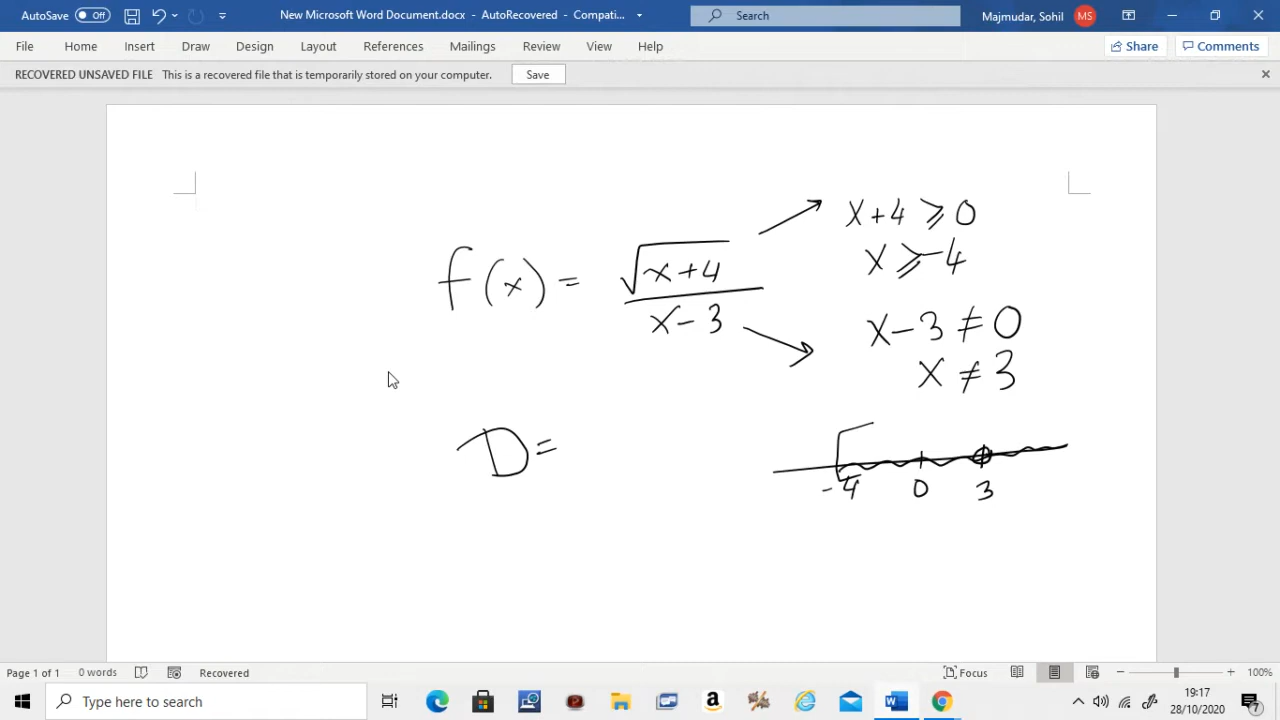 AutoSave Off New Microsoft Word Document.docx - AutoRecovered - Compati... Search Majmudar, Sohil MS
File Home Insert Draw Design Layout References Mailings Review View Help Share Comments
RECOVERED UNSAVED FILE This is a recovered file that is temporarily stored on your computer. Save
x+4 ⩾ 0
x ⩾ -4
f(x) = √(x+4) / (x-3)
x-3 ≠ 0
x ≠ 3
D =
-4 0 3
Page 1 of 1 0 words Recovered Focus 100%
Type here to search 19:17
28/10/2020 7